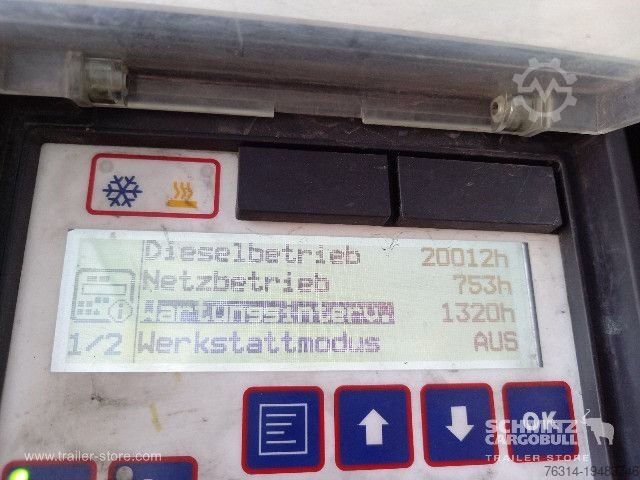 Dieselbetrieb 20012h
Netzbetrieb 753h
Wartungsinterv. 1320h
1/2 Werkstattmodus AUS
OK
SCHMITZ
CARGOBULL
TRAILER STORE
www.trailer-store.com